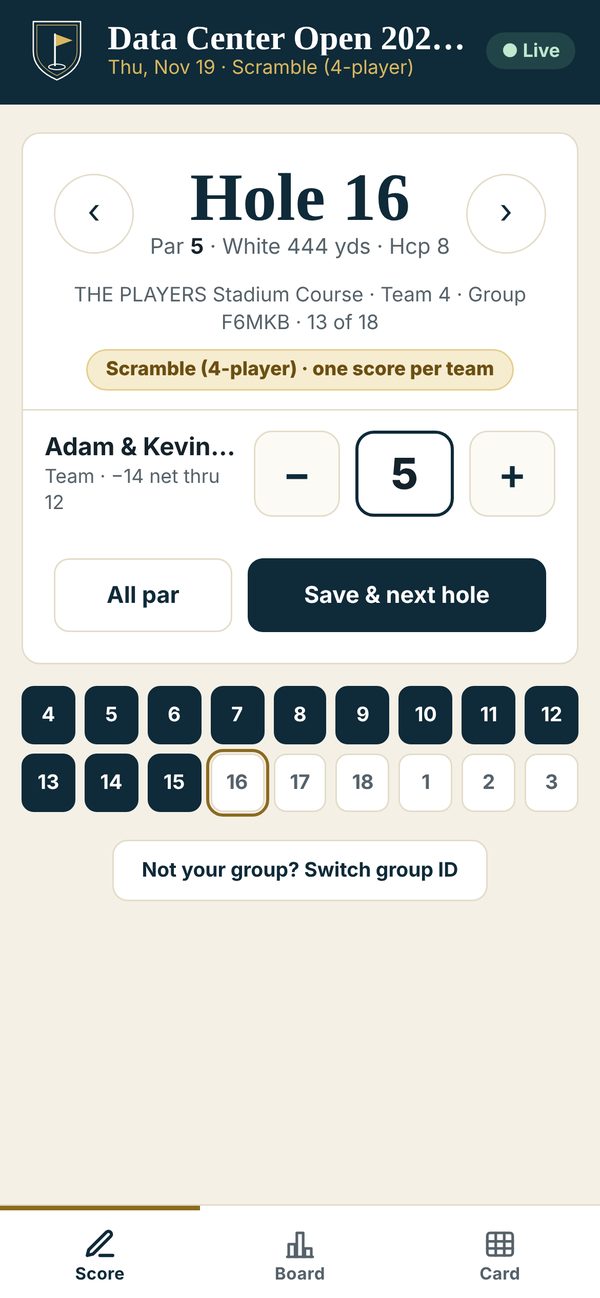 Data Center Open 202…
Thu, Nov 19 · Scramble (4-player)
Live
‹
Hole 16
›
Par 5 · White 444 yds · Hcp 8
THE PLAYERS Stadium Course · Team 4 · Group
F6MKB · 13 of 18
Scramble (4-player) · one score per team
Adam & Kevin…
Team · −14 net thru
12
−
5
+
All par
Save & next hole
4 5 6 7 8 9 10 11 12
13 14 15 16 17 18 1 2 3
Not your group? Switch group ID
Score
Board
Card